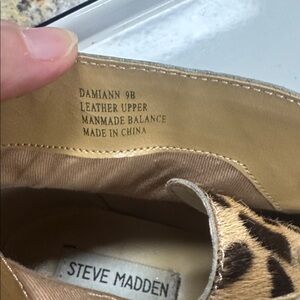 DAMIANN 9B
LEATHER UPPER
MANMADE BALANCE
MADE IN CHINA
STEVE MADDEN